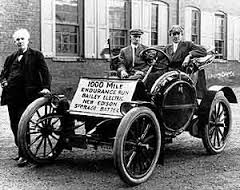 1000 MILE
ENDURANCE RUN
BAILEY ELECTRIC
NEW EDISON
STORAGE BATTERY